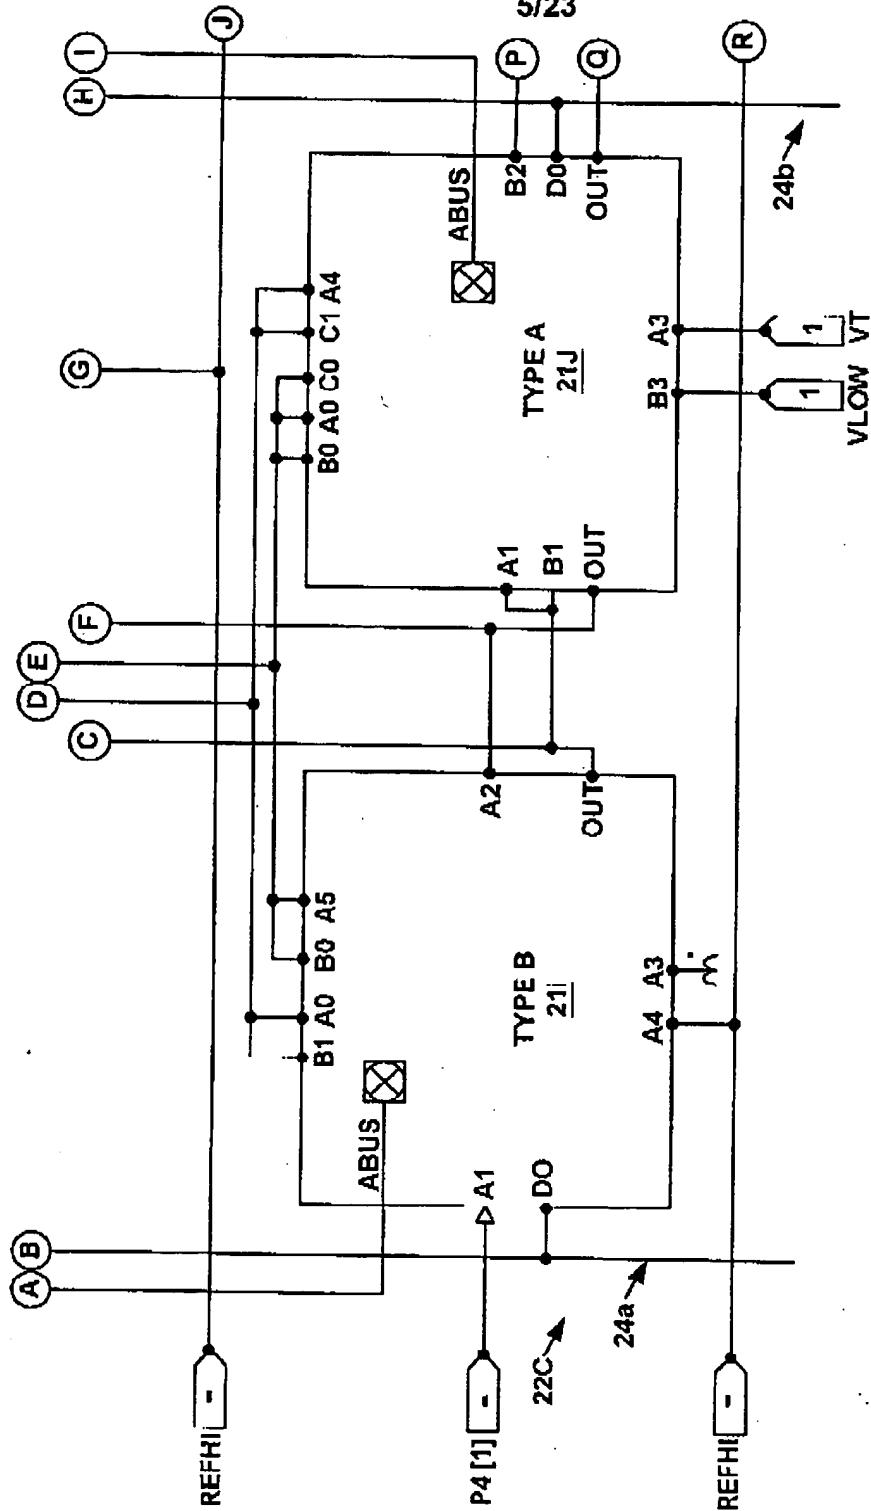 5/23
J
I
H
G
F
E
D
C
B
A
P
Q
R
ABUS
B2
D0
OUT
24b
B0 A0 C0 C1 A4
TYPE A
21J
A1
B1
OUT
B3
A3
1
1
VLOW
VT
A2
OUT
B1 A0 B0 A5
TYPE B
21i
ABUS
A4
A3
A1
DO
24a
22C
REFHI
P4 [1]
REFHI